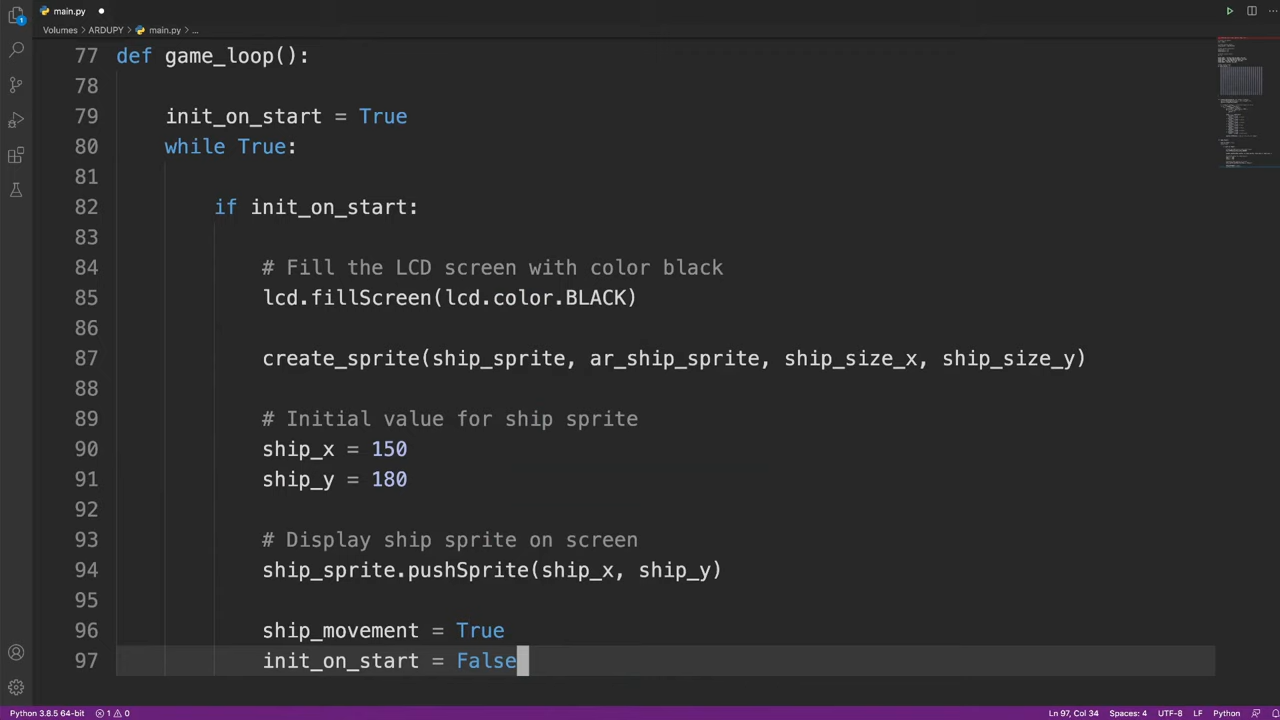 main.py
1
Volumes ARDUPY main.py ...
77 def game_loop():
78
79 init_on_start = True
80 while True:
81
82 if init_on_start:
83
84 # Fill the LCD screen with color black
85 lcd.fillScreen(lcd.color.BLACK)
86
87 create_sprite(ship_sprite, ar_ship_sprite, ship_size_x, ship_size_y)
88
89 # Initial value for ship sprite
90 ship_x = 150
91 ship_y = 180
92
93 # Display ship sprite on screen
94 ship_sprite.pushSprite(ship_x, ship_y)
95
96 ship_movement = True
97 init_on_start = False
Python 3.8.5 64-bit 1 0 Ln 97, Col 34 Spaces: 4 UTF-8 LF Python